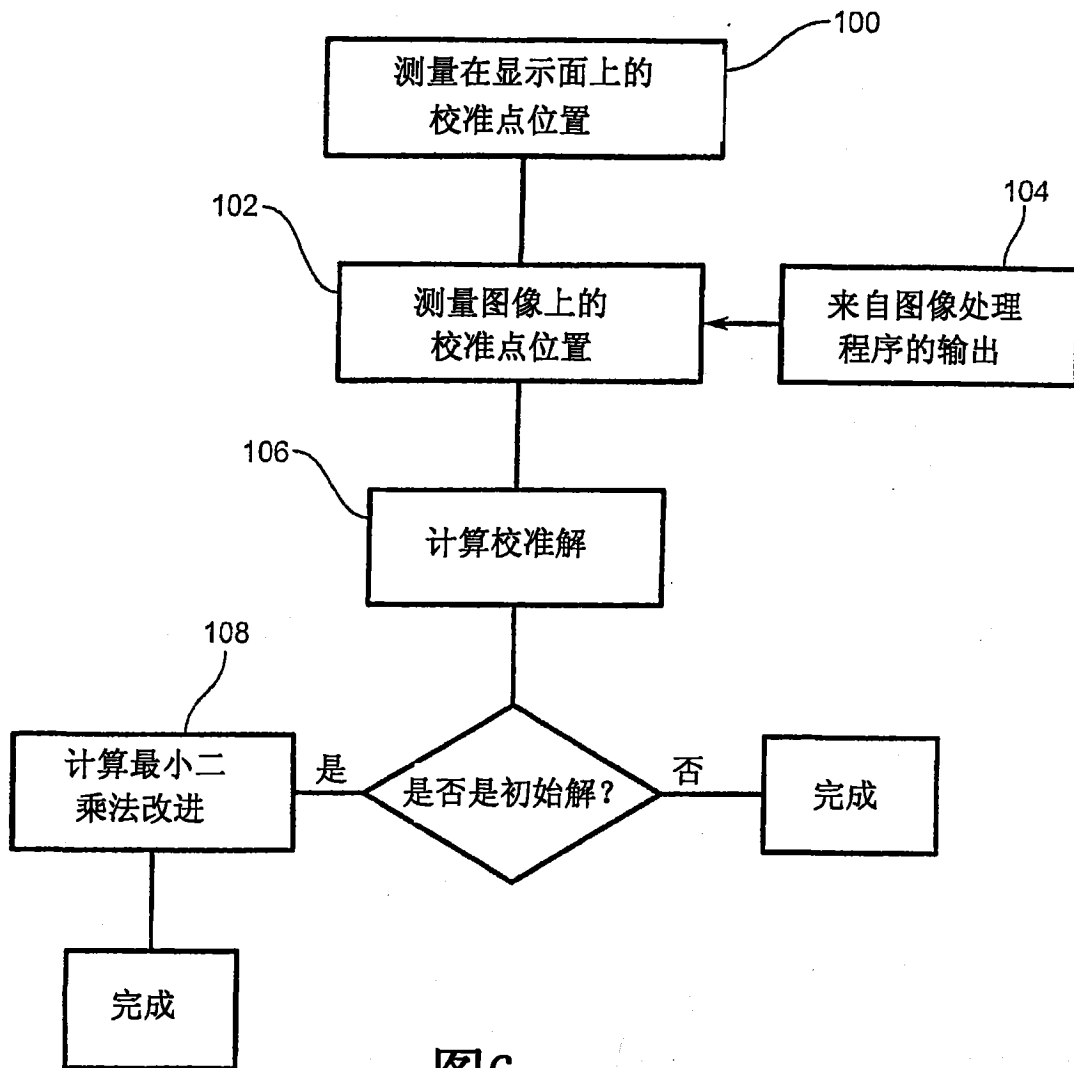 100
测量在显示面上的
校准点位置
102
104
测量图像上的
校准点位置
来自图像处理
程序的输出
106
计算校准解
108
计算最小二
乘法改进
是
是否是初始解?
否
完成
完成
图6